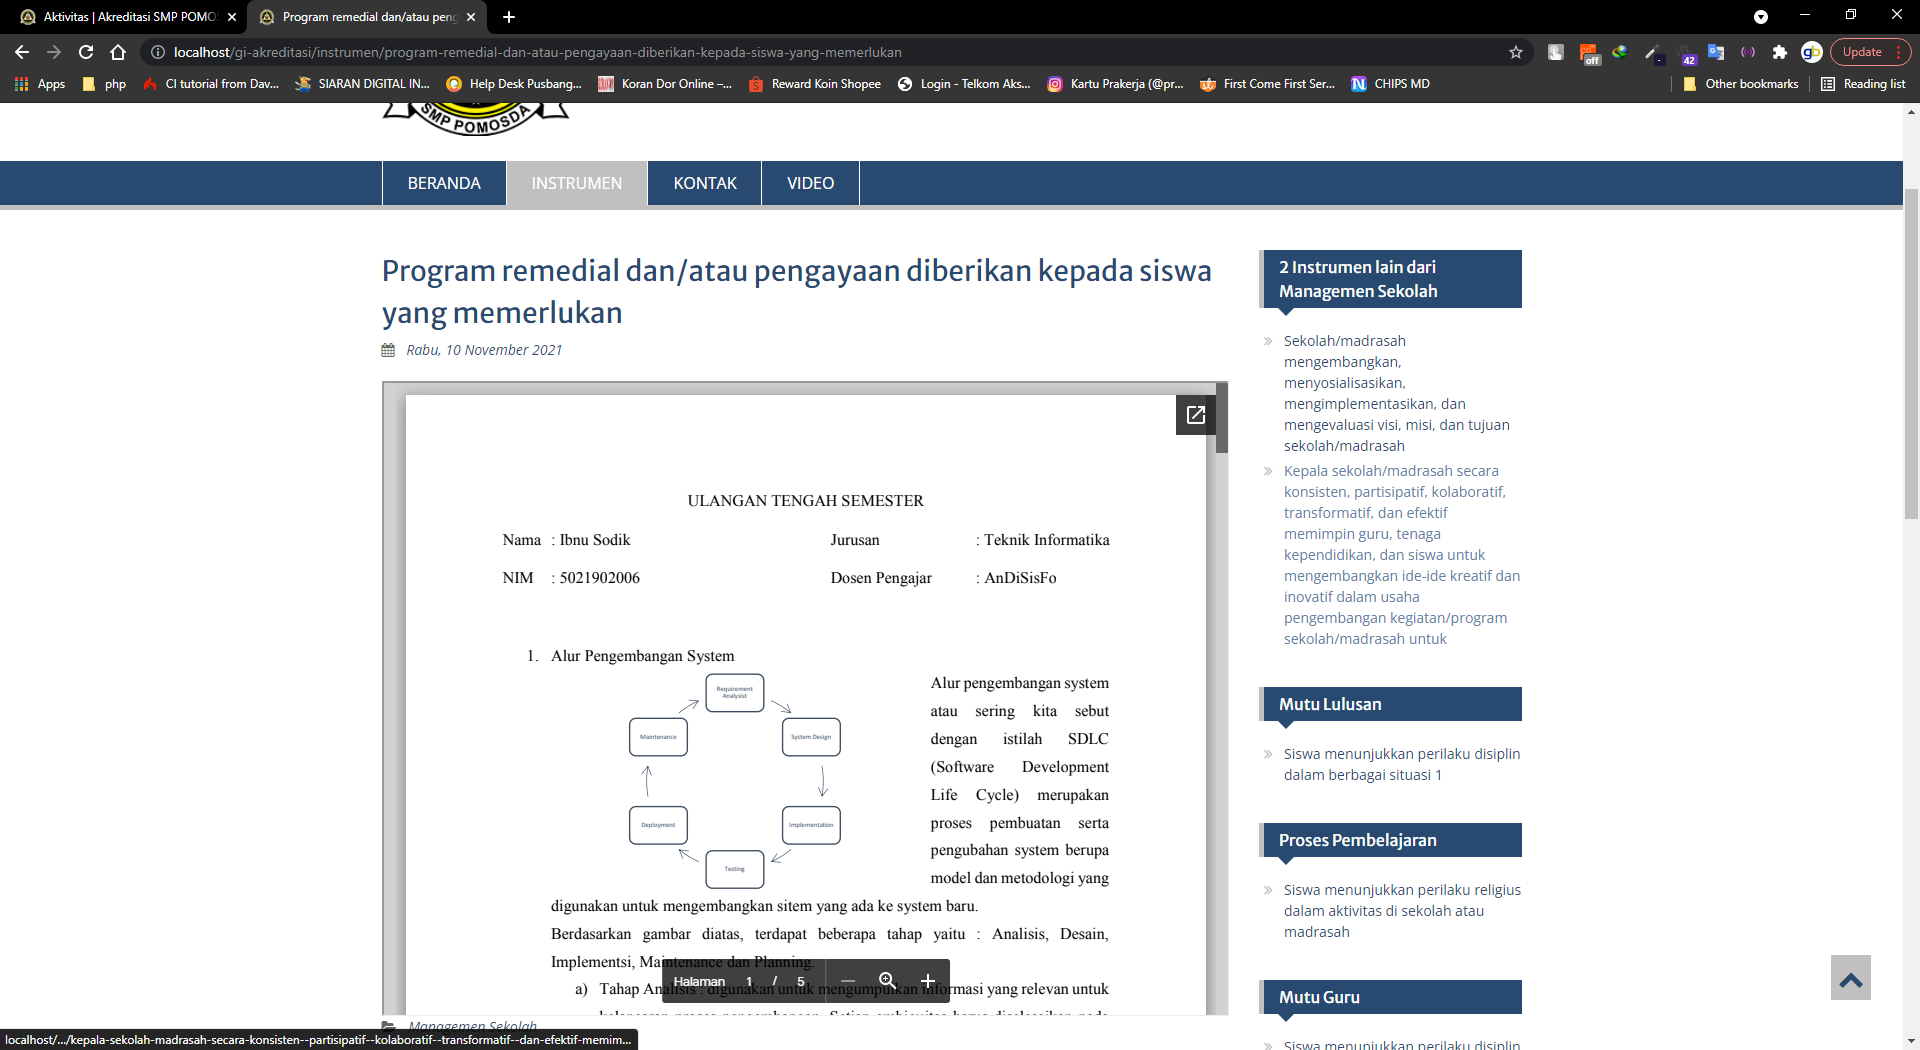 Aktivitas | Akreditasi SMP POMO
Program remedial dan/atau peng
localhost/gi-akreditasi/instrumen/program-remedial-dan-atau-pengayaan-diberikan-kepada-siswa-yang-memerlukan
off
42
Update
Apps
php
CI tutorial from Dav...
SIARAN DIGITAL IN...
Help Desk Pusbang...
Koran Dor Online –...
Reward Koin Shopee
Login - Telkom Aks...
Kartu Prakerja (@pr...
First Come First Ser...
CHIPS MD
Other bookmarks
Reading list
SMP POMOSDA
BERANDA
INSTRUMEN
KONTAK
VIDEO
Program remedial dan/atau pengayaan diberikan kepada siswa
yang memerlukan
Rabu, 10 November 2021
ULANGAN TENGAH SEMESTER
Nama : Ibnu Sodik
Jurusan : Teknik Informatika
NIM : 5021902006
Dosen Pengajar : AnDiSisFo
1. Alur Pengembangan System
Requirement
Analysist
System Design
Implementation
Testing
Deployment
Maintenance
Alur pengembangan system
atau sering kita sebut
dengan istilah SDLC
(Software Development
Life Cycle) merupakan
proses pembuatan serta
pengubahan system berupa
model dan metodologi yang
digunakan untuk mengembangkan sitem yang ada ke system baru.
Berdasarkan gambar diatas, terdapat beberapa tahap yaitu : Analisis, Desain,
Implementsi, Maintenance dan Planning.
a) Tahap Analisis : digunakan untuk mengumpulkan informasi yang relevan untuk
Halaman 1 / 5
Managemen Sekolah
2 Instrumen lain dari
Managemen Sekolah
Sekolah/madrasah
mengembangkan,
menyosialisasikan,
mengimplementasikan, dan
mengevaluasi visi, misi, dan tujuan
sekolah/madrasah
Kepala sekolah/madrasah secara
konsisten, partisipatif, kolaboratif,
transformatif, dan efektif
memimpin guru, tenaga
kependidikan, dan siswa untuk
mengembangkan ide-ide kreatif dan
inovatif dalam usaha
pengembangan kegiatan/program
sekolah/madrasah untuk
Mutu Lulusan
Siswa menunjukkan perilaku disiplin
dalam berbagai situasi 1
Proses Pembelajaran
Siswa menunjukkan perilaku religius
dalam aktivitas di sekolah atau
madrasah
Mutu Guru
Siswa menunjukkan perilaku disiplin
localhost/.../kepala-sekolah-madrasah-secara-konsisten--partisipatif--kolaboratif--transformatif--dan-efektif-memim...